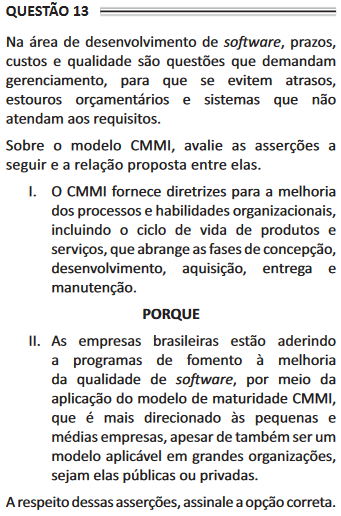 QUESTÃO 13
Na área de desenvolvimento de software, prazos,
custos e qualidade são questões que demandam
gerenciamento, para que se evitem atrasos,
estouros orçamentários e sistemas que não
atendam aos requisitos.
Sobre o modelo CMMI, avalie as asserções a
seguir e a relação proposta entre elas.
I. O CMMI fornece diretrizes para a melhoria
dos processos e habilidades organizacionais,
incluindo o ciclo de vida de produtos e
serviços, que abrange as fases de concepção,
desenvolvimento, aquisição, entrega e
manutenção.
PORQUE
II. As empresas brasileiras estão aderindo
a programas de fomento à melhoria
da qualidade de software, por meio da
aplicação do modelo de maturidade CMMI,
que é mais direcionado às pequenas e
médias empresas, apesar de também ser um
modelo aplicável em grandes organizações,
sejam elas públicas ou privadas.
A respeito dessas asserções, assinale a opção correta.